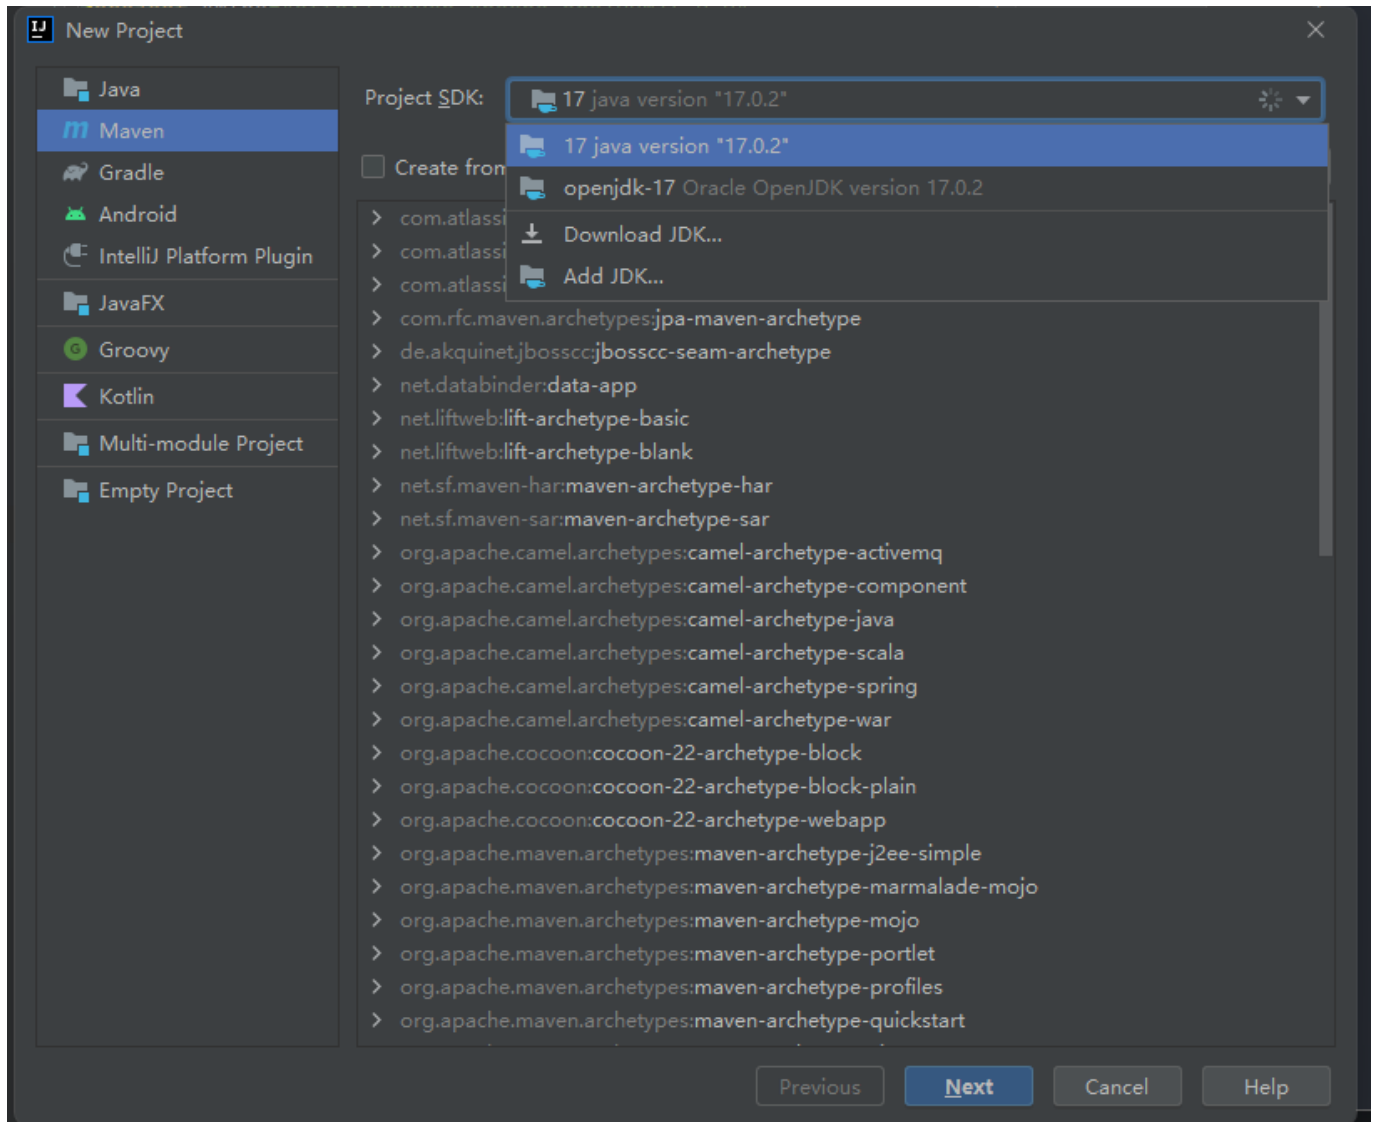 New Project
Java
Maven
Gradle
Android
IntelliJ Platform Plugin
JavaFX
Groovy
Kotlin
Multi-module Project
Empty Project
Project SDK: 17 java version "17.0.2"
17 java version "17.0.2"
openjdk-17 Oracle OpenJDK version 17.0.2
Download JDK...
Add JDK...
Create from
com.atlassi
com.atlassi
com.atlassi
com.rfc.maven.archetypes:jpa-maven-archetype
de.akquinet.jbosscc:jbosscc-seam-archetype
net.databinder:data-app
net.liftweb:lift-archetype-basic
net.liftweb:lift-archetype-blank
net.sf.maven-har:maven-archetype-har
net.sf.maven-sar:maven-archetype-sar
org.apache.camel.archetypes:camel-archetype-activemq
org.apache.camel.archetypes:camel-archetype-component
org.apache.camel.archetypes:camel-archetype-java
org.apache.camel.archetypes:camel-archetype-scala
org.apache.camel.archetypes:camel-archetype-spring
org.apache.camel.archetypes:camel-archetype-war
org.apache.cocoon:cocoon-22-archetype-block
org.apache.cocoon:cocoon-22-archetype-block-plain
org.apache.cocoon:cocoon-22-archetype-webapp
org.apache.maven.archetypes:maven-archetype-j2ee-simple
org.apache.maven.archetypes:maven-archetype-marmalade-mojo
org.apache.maven.archetypes:maven-archetype-mojo
org.apache.maven.archetypes:maven-archetype-portlet
org.apache.maven.archetypes:maven-archetype-profiles
org.apache.maven.archetypes:maven-archetype-quickstart
Previous
Next
Cancel
Help